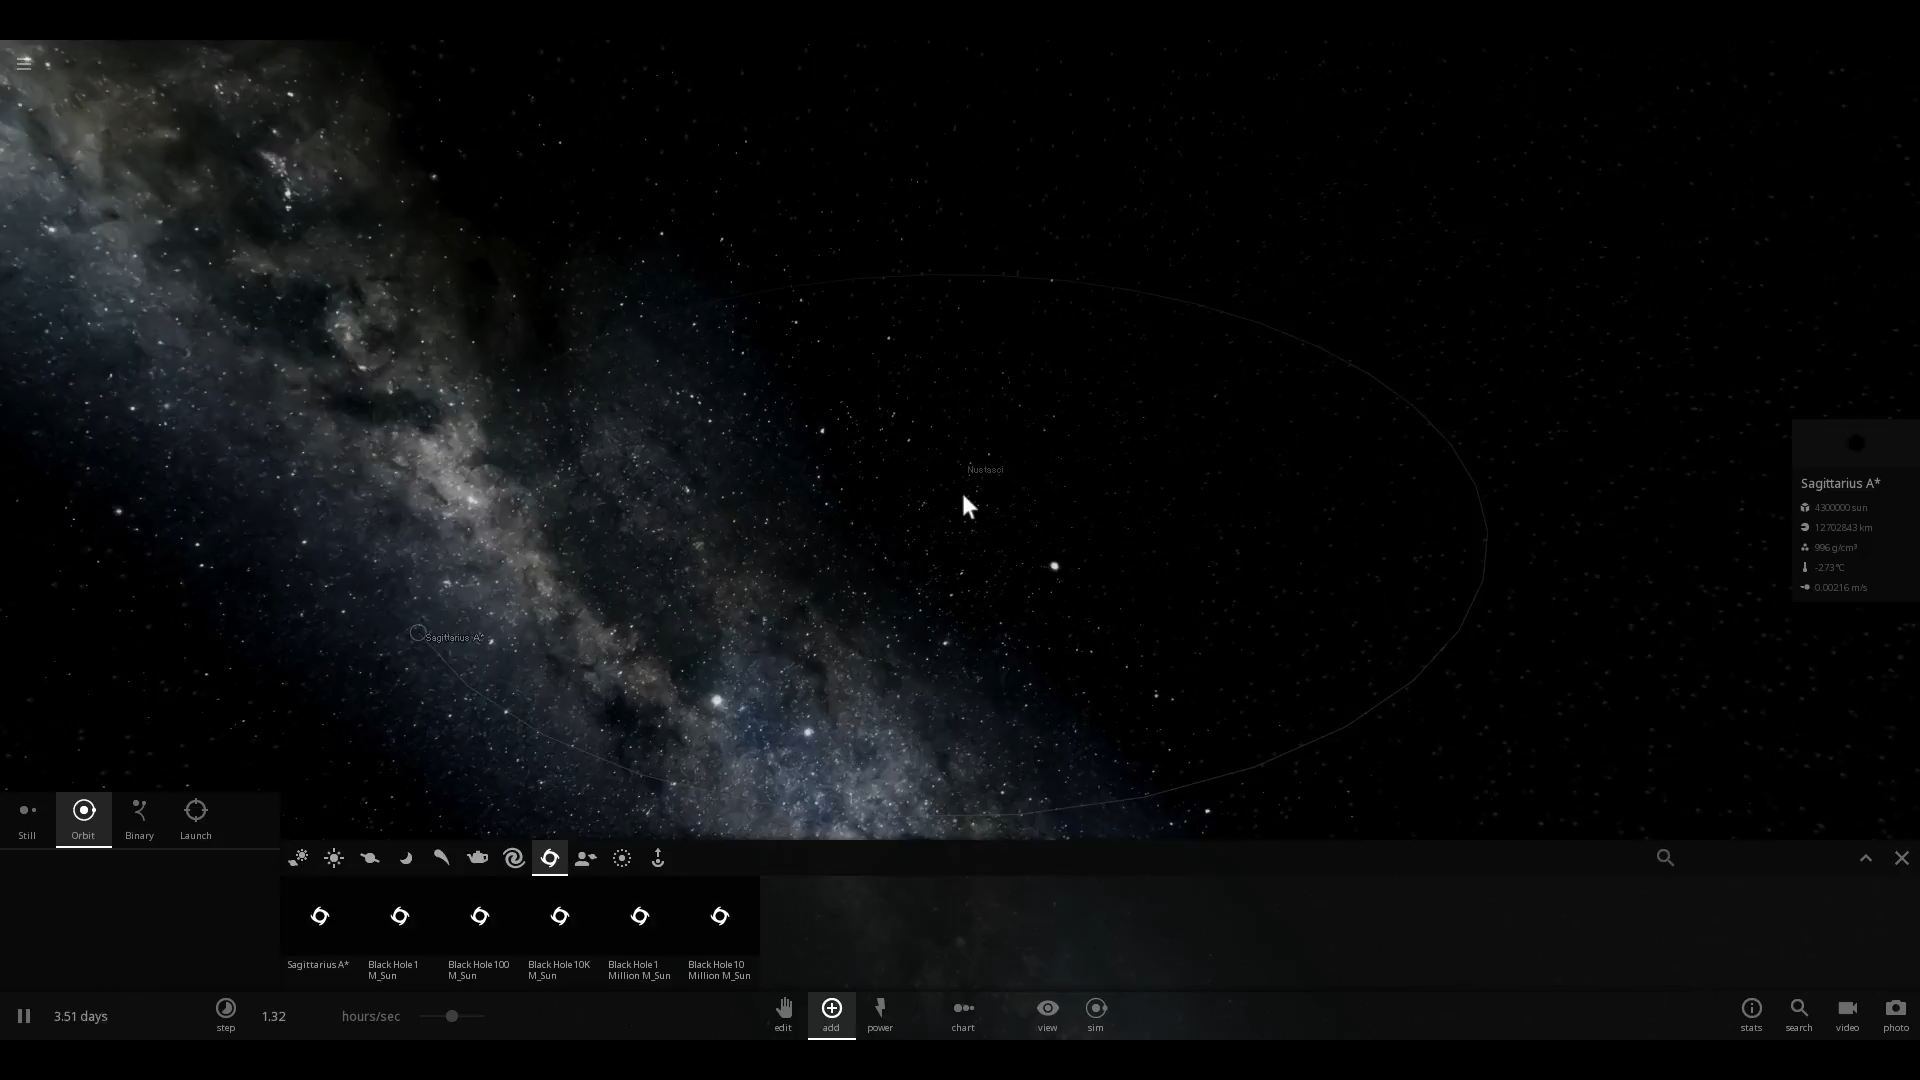 Nustasci
Sagittarius A*
Sagittarius A*
4300000 sun
12702843 km
996 g/cm³
-273°C
0.00216 m/s
Still
Orbit
Binary
Launch
Sagittarius A*
Black Hole 1
M_Sun
Black Hole 100
M_Sun
Black Hole 10K
M_Sun
Black Hole 1
Million M_Sun
Black Hole 10
Million M_Sun
3.51 days
step
1.32
hours/sec
edit
add
power
chart
view
sim
stats
search
video
photo